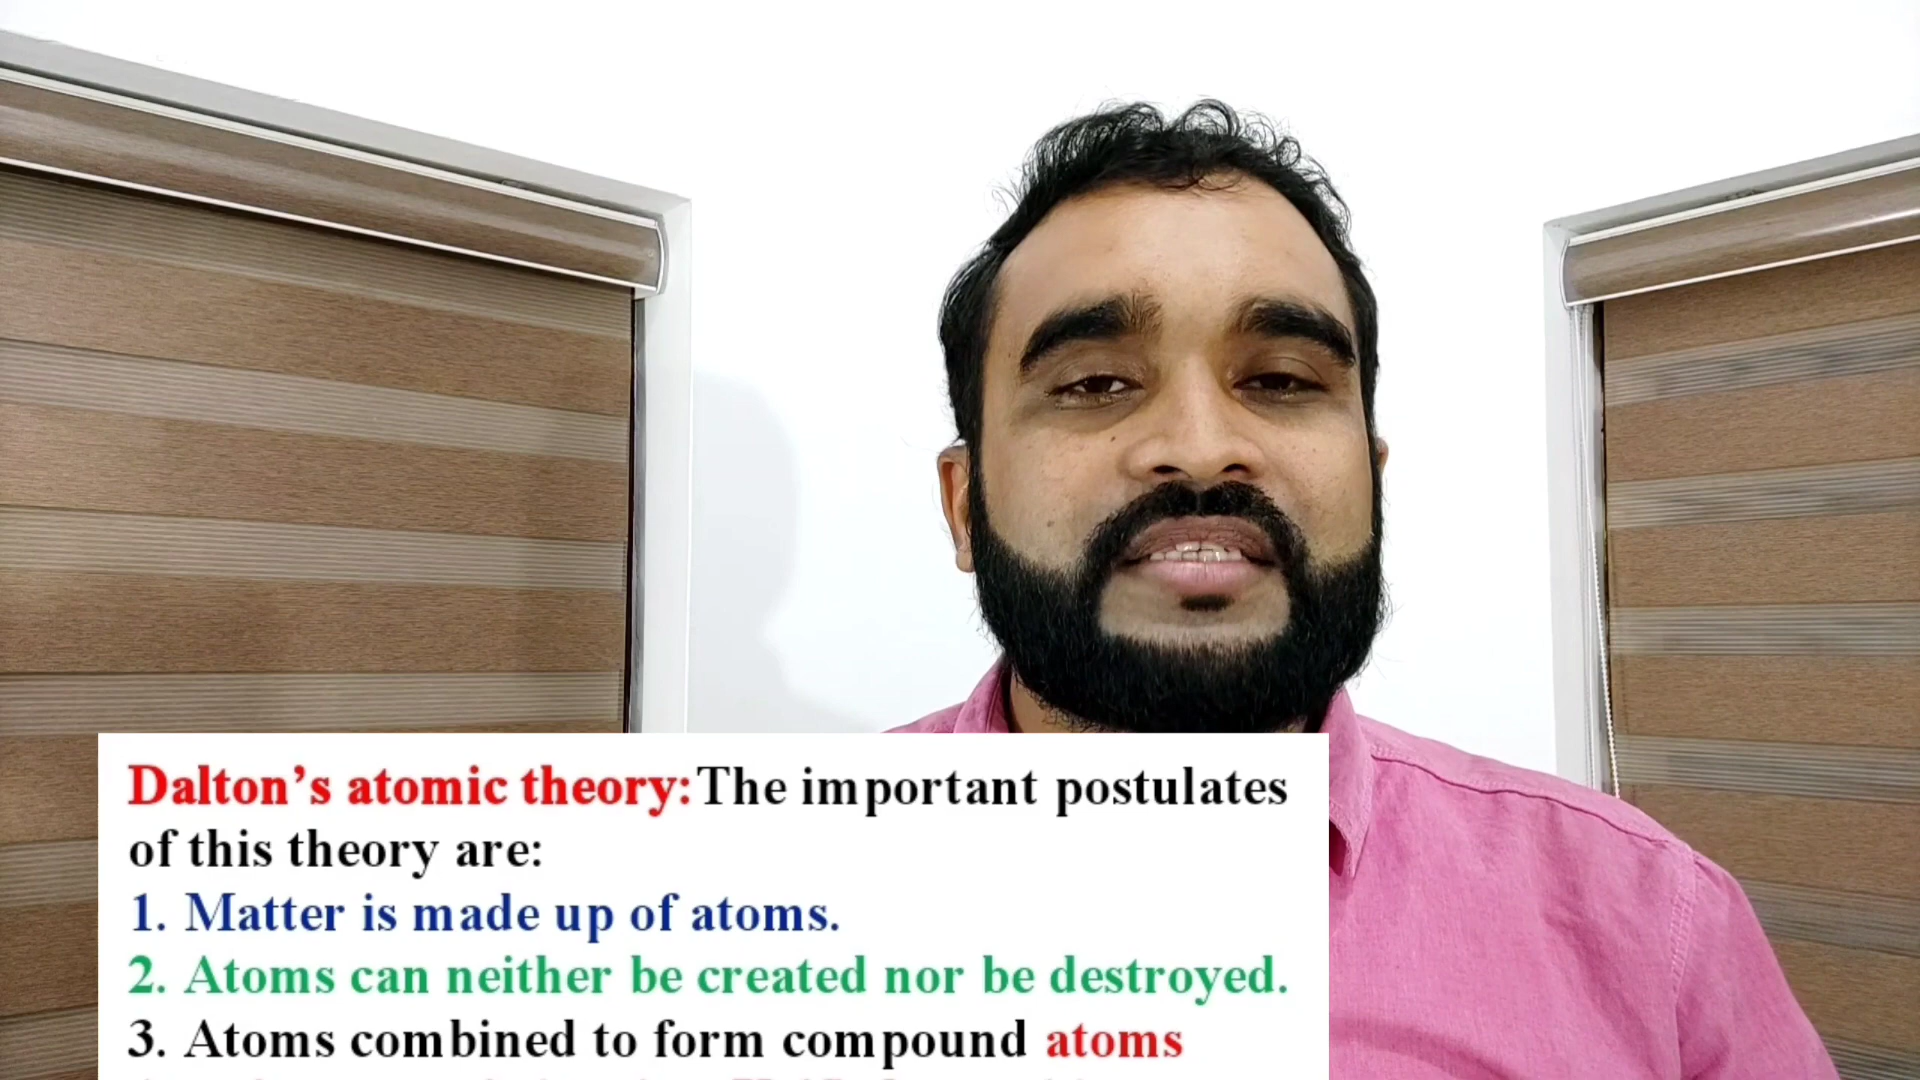 Dalton’s atomic theory: The important postulates
of this theory are:
1. Matter is made up of atoms.
2. Atoms can neither be created nor be destroyed.
3. Atoms combined to form compound atoms